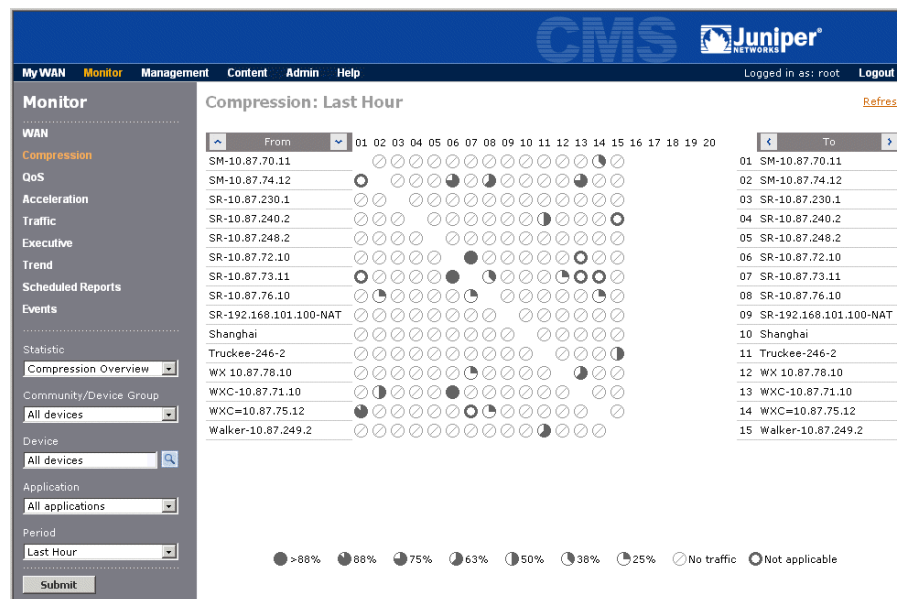 CMS
Juniper®
NETWORKS
My WAN Monitor Management Content Admin Help Logged in as: root Logout
Monitor
Compression: Last Hour
Refres
WAN
Compression
QoS
Acceleration
Traffic
Executive
Trend
Scheduled Reports
Events
Statistic
Compression Overview
Community/Device Group
All devices
Device
All devices
Application
All applications
Period
Last Hour
Submit
From 01 02 03 04 05 06 07 08 09 10 11 12 13 14 15 16 17 18 19 20
SM-10.87.70.11
SM-10.87.74.12
SR-10.87.230.1
SR-10.87.240.2
SR-10.87.248.2
SR-10.87.72.10
SR-10.87.73.11
SR-10.87.76.10
SR-192.168.101.100-NAT
Shanghai
Truckee-246-2
WX 10.87.78.10
WXC-10.87.71.10
WXC=10.87.75.12
Walker-10.87.249.2
To
01 SM-10.87.70.11
02 SM-10.87.74.12
03 SR-10.87.230.1
04 SR-10.87.240.2
05 SR-10.87.248.2
06 SR-10.87.72.10
07 SR-10.87.73.11
08 SR-10.87.76.10
09 SR-192.168.101.100-NAT
10 Shanghai
11 Truckee-246-2
12 WX 10.87.78.10
13 WXC-10.87.71.10
14 WXC=10.87.75.12
15 Walker-10.87.249.2
>88% 88% 75% 63% 50% 38% 25% No traffic Not applicable